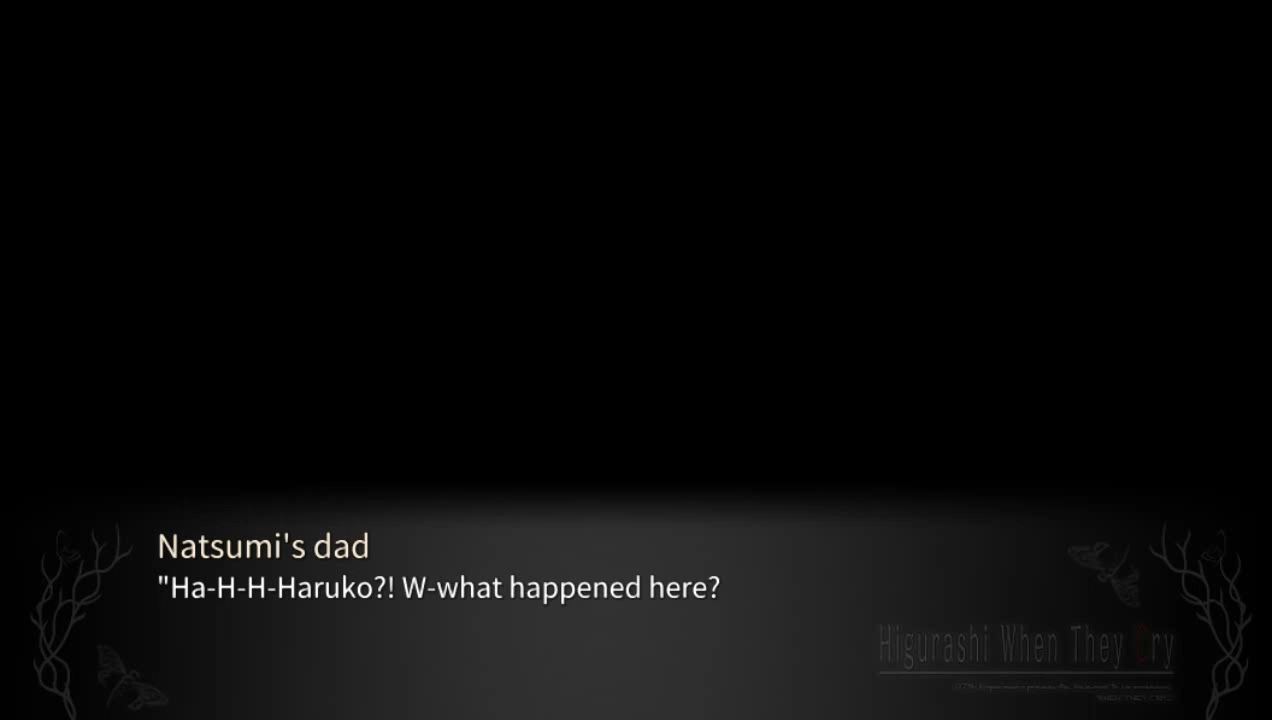 Natsumi's dad
"Ha-H-H-Haruko?! W-what happened here?
Higurashi When They Cry